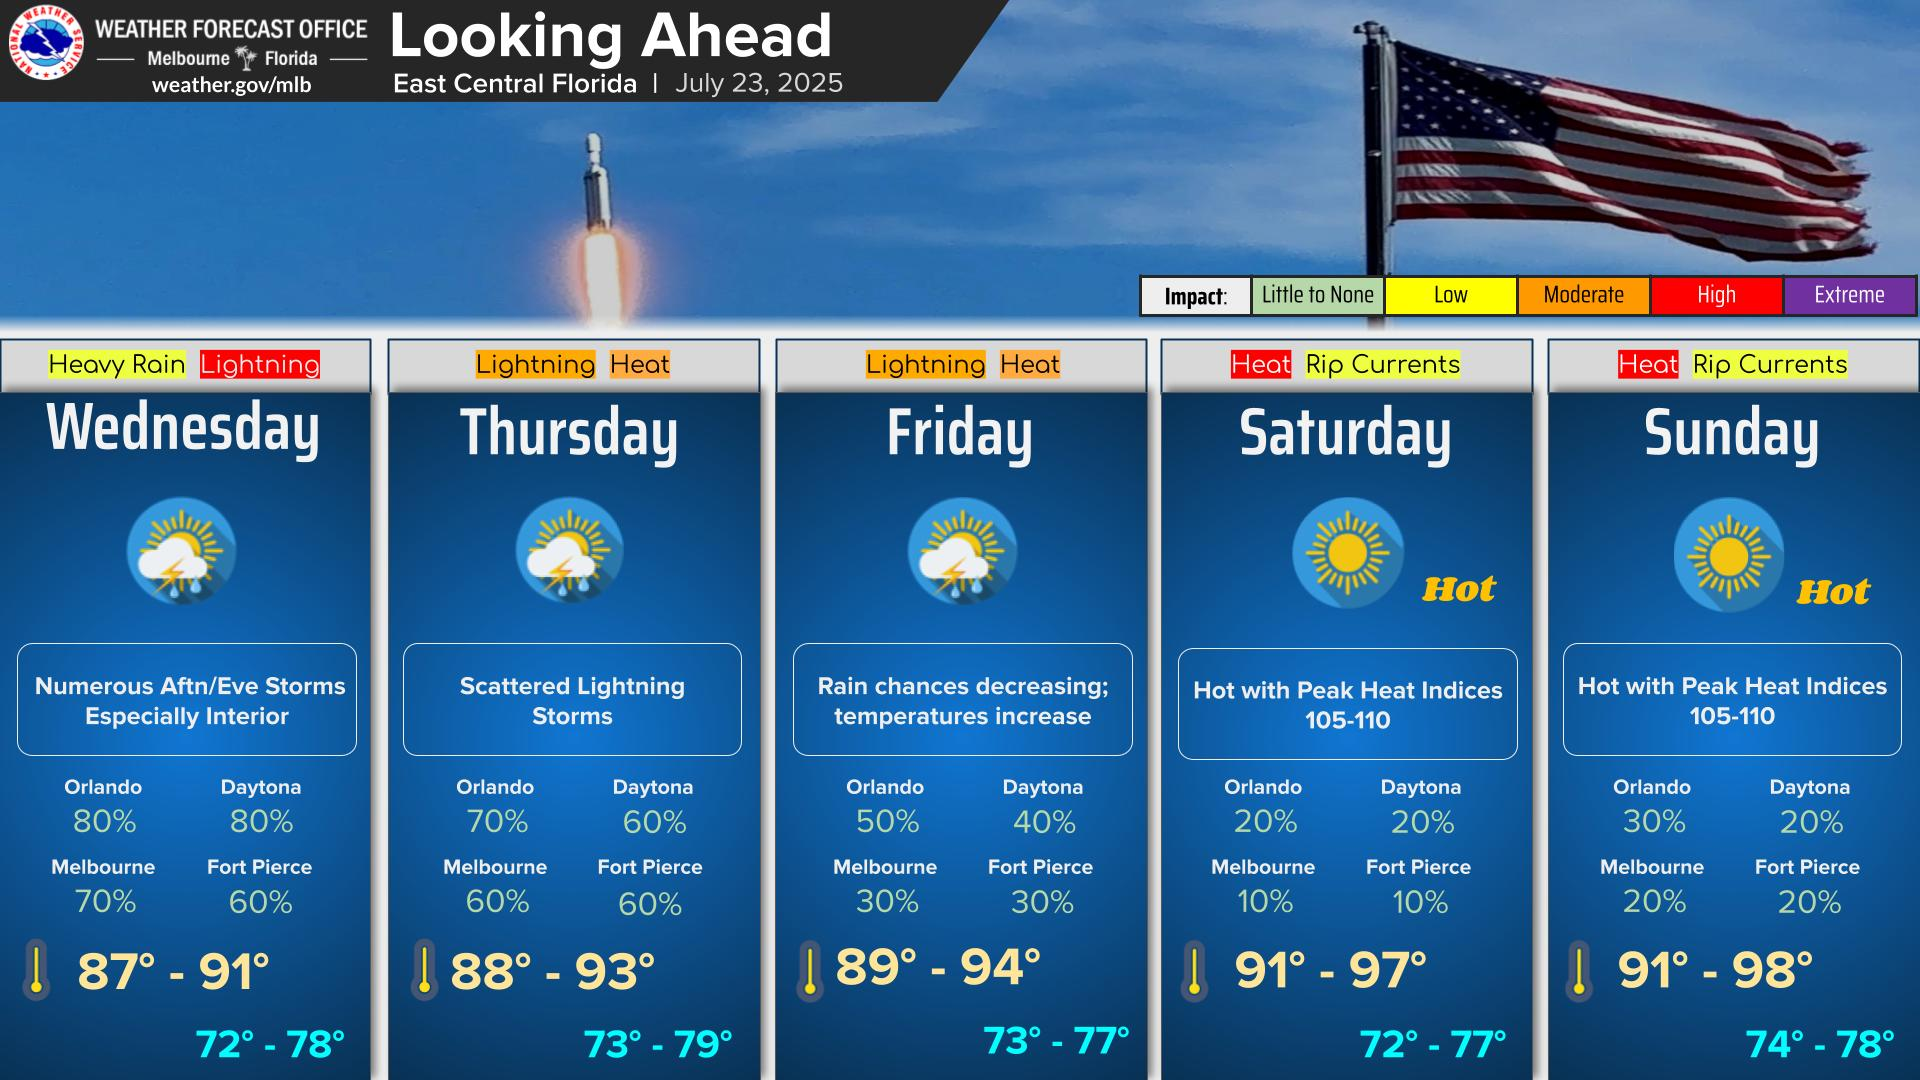 NATIONAL WEATHER SERVICE
WEATHER FORECAST OFFICE
Melbourne Florida
weather.gov/mlb
Looking Ahead
East Central Florida | July 23, 2025
Impact: Little to None Low Moderate High Extreme
Heavy Rain Lightning
Wednesday
Numerous Aftn/Eve Storms
Especially Interior
Orlando Daytona
80% 80%
Melbourne Fort Pierce
70% 60%
87° - 91°
72° - 78°
Lightning Heat
Thursday
Scattered Lightning
Storms
Orlando Daytona
70% 60%
Melbourne Fort Pierce
60% 60%
88° - 93°
73° - 79°
Lightning Heat
Friday
Rain chances decreasing;
temperatures increase
Orlando Daytona
50% 40%
Melbourne Fort Pierce
30% 30%
89° - 94°
73° - 77°
Heat Rip Currents
Saturday
Hot
Hot with Peak Heat Indices
105-110
Orlando Daytona
20% 20%
Melbourne Fort Pierce
10% 10%
91° - 97°
72° - 77°
Heat Rip Currents
Sunday
Hot
Hot with Peak Heat Indices
105-110
Orlando Daytona
30% 20%
Melbourne Fort Pierce
20% 20%
91° - 98°
74° - 78°